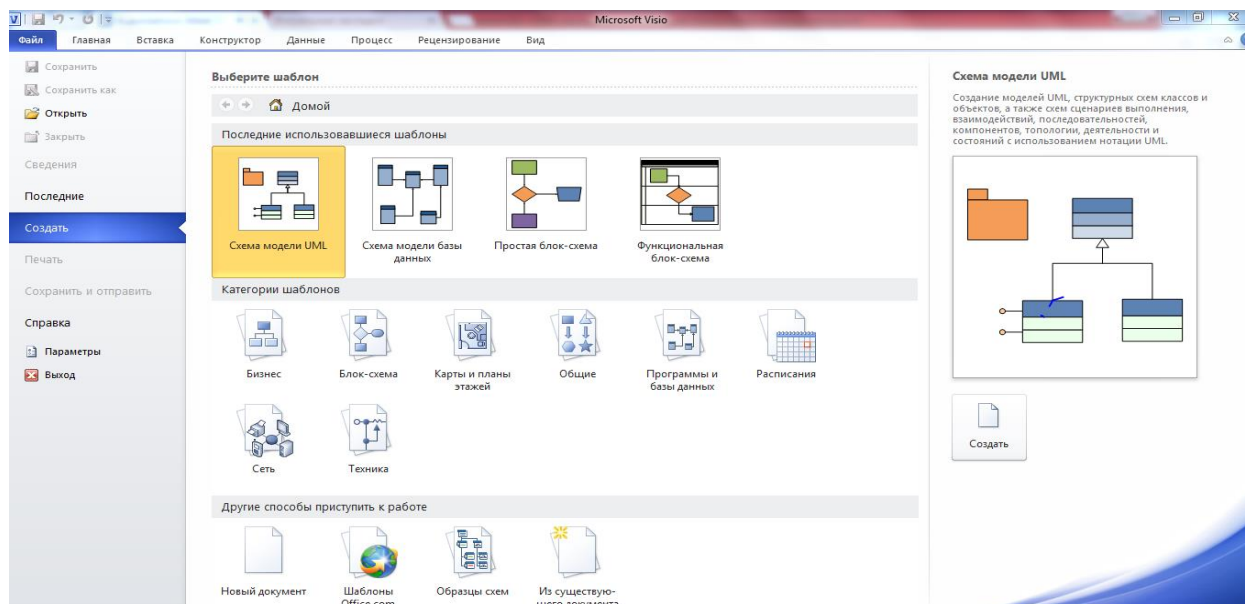 Microsoft Visio
Файл Главная Вставка Конструктор Данные Процесс Рецензирование Вид
Сохранить
Сохранить как
Открыть
Закрыть
Сведения
Последние
Создать
Печать
Сохранить и отправить
Справка
Параметры
Выход
Выберите шаблон
Домой
Последние использовавшиеся шаблоны
Схема модели UML
Схема модели базы
данных
Простая блок-схема
Функциональная
блок-схема
Категории шаблонов
Бизнес
Блок-схема
Карты и планы
этажей
Общие
Программы и
базы данных
Расписания
Сеть
Техника
Другие способы приступить к работе
Новый документ
Шаблоны
Office.com
Образцы схем
Из существую-
щего документа
Схема модели UML
Создание моделей UML, структурных схем классов и
объектов, а также схем сценариев выполнения,
взаимодействий, последовательностей,
компонентов, топологии, деятельности и
состояний с использованием нотации UML.
Создать